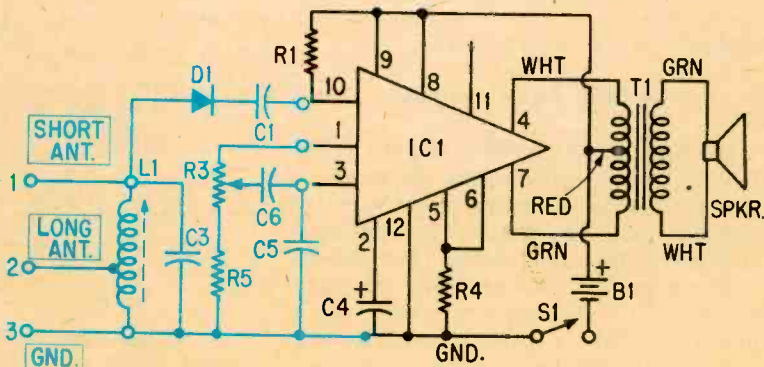 R1
9
8
D1
10
C1
11
WHT
T1
GRN
4
SHORT
ANT.
1
IC1
1
L1
R3
3
7
C6
RED
SPKR.
LONG
ANT.
2
C3
C5
2
12
5
6
GRN
WHT
R5
+
C4
R4
+
B1
S1
3
GND.
GND.